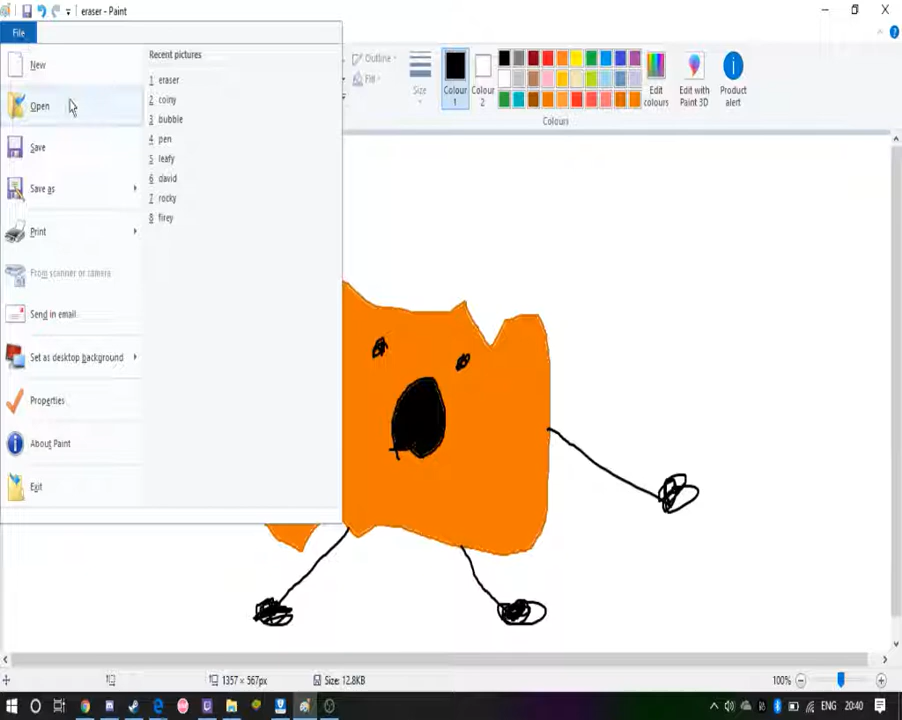 eraser - Paint
File
New
Open
Save
Save as
Print
From scanner or camera
Send in email
Set as desktop background
Properties
About Paint
Exit
Recent pictures
1 eraser
2 coiny
3 bubble
4 pen
5 leafy
6 david
7 rocky
8 firey
Outline
Fill
Size
Colour 1
Colour 2
Edit colours
Edit with Paint 3D
Product alert
Colours
1357 × 567px
Size: 12.8KB
100%
ENG
20:40